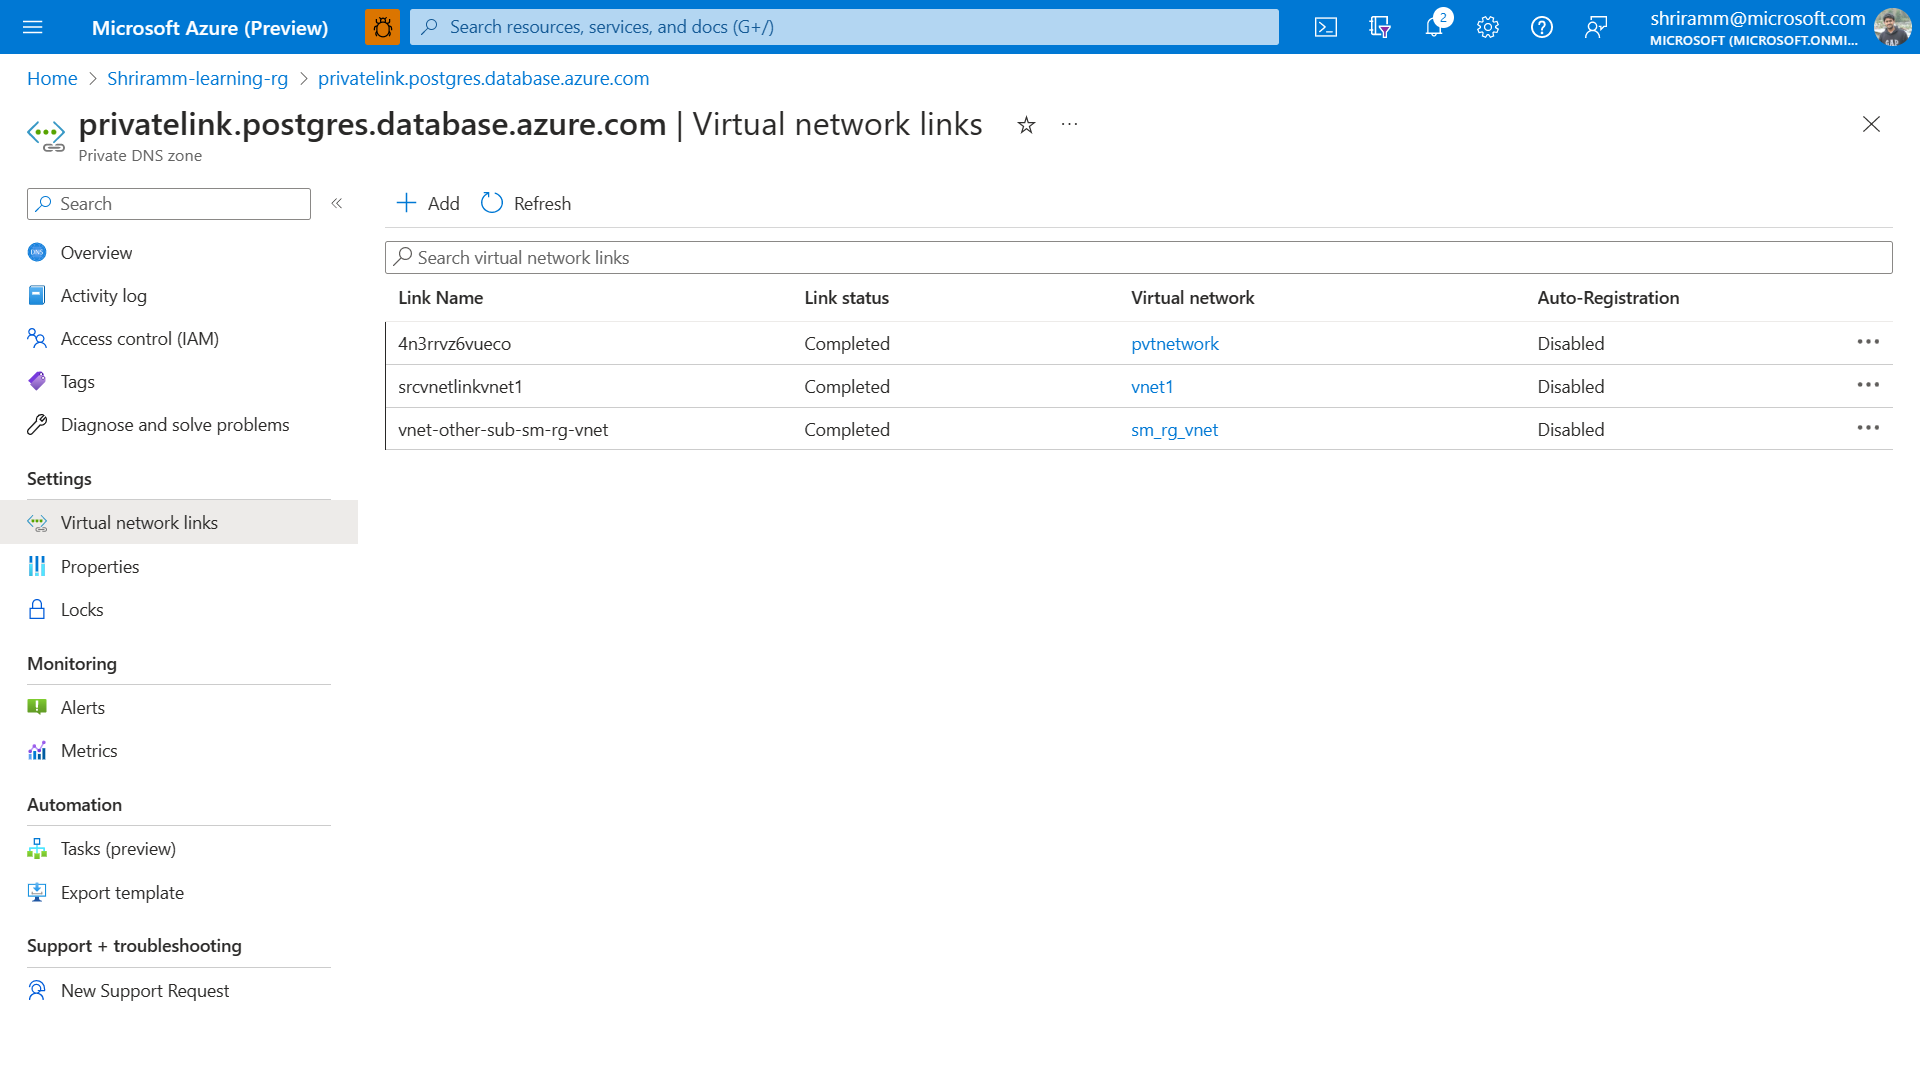 Microsoft Azure (Preview)
Search resources, services, and docs (G+/)
2
shriramm@microsoft.com
MICROSOFT (MICROSOFT.ONMI...
Home > Shriramm-learning-rg > privatelink.postgres.database.azure.com
privatelink.postgres.database.azure.com | Virtual network links
Private DNS zone
Search
Overview
Activity log
Access control (IAM)
Tags
Diagnose and solve problems
Settings
Virtual network links
Properties
Locks
Monitoring
Alerts
Metrics
Automation
Tasks (preview)
Export template
Support + troubleshooting
New Support Request
Add Refresh
Search virtual network links
Link Name Link status Virtual network Auto-Registration
4n3rrvz6vueco Completed pvtnetwork Disabled
srcvnetlinkvnet1 Completed vnet1 Disabled
vnet-other-sub-sm-rg-vnet Completed sm_rg_vnet Disabled